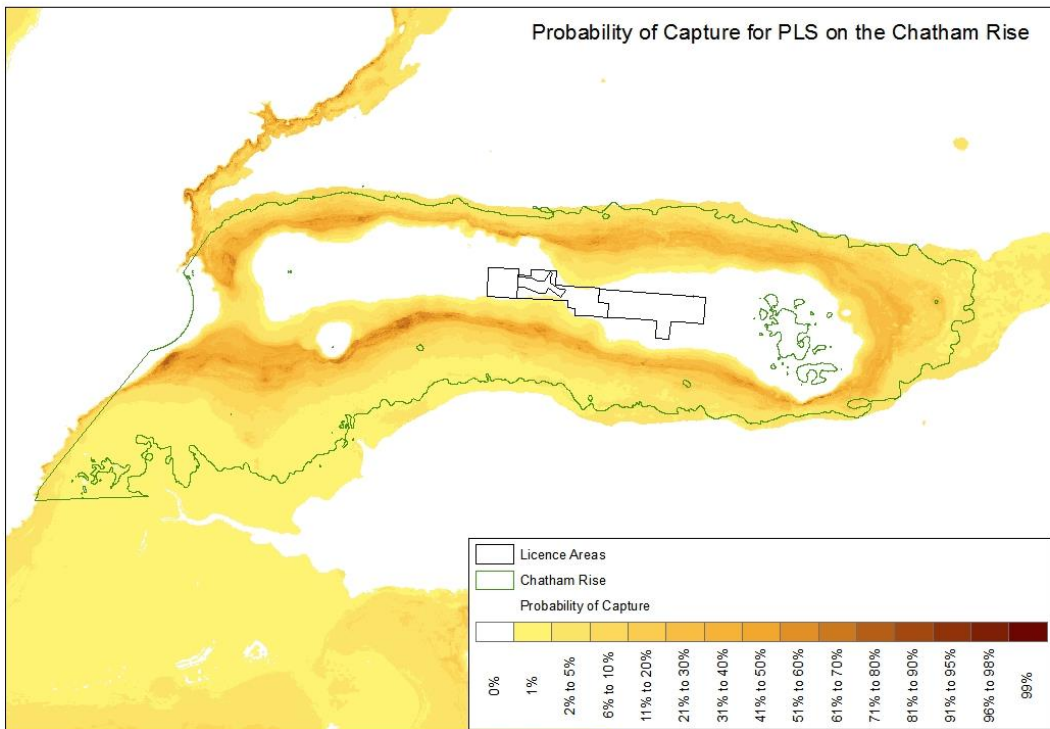 Probability of Capture for PLS on the Chatham Rise
Licence Areas
Chatham Rise
Probability of Capture
0%
1%
2% to 5%
6% to 10%
11% to 20%
21% to 30%
31% to 40%
41% to 50%
51% to 60%
61% to 70%
71% to 80%
81% to 90%
91% to 95%
96% to 98%
99%